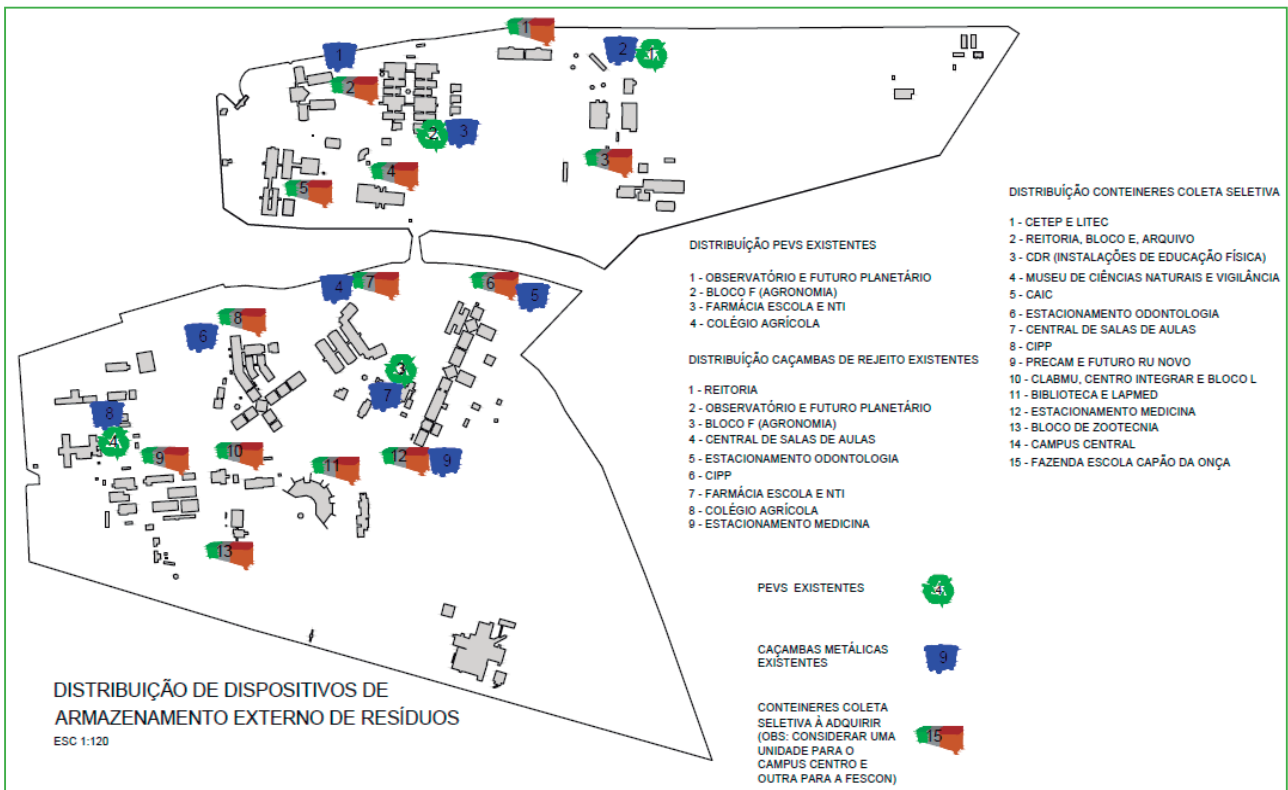 1
2
1
1
2
2
3
3
4
5
DISTRIBUÍÇÃO PEVS EXISTENTES
1 - OBSERVATÓRIO E FUTURO PLANETÁRIO
2 - BLOCO F (AGRONOMIA)
3 - FARMÁCIA ESCOLA E NTI
4 - COLÉGIO AGRÍCOLA
DISTRIBUÍÇÃO CAÇAMBAS DE REJEITO EXISTENTES
1 - REITORIA
2 - OBSERVATÓRIO E FUTURO PLANETÁRIO
3 - BLOCO F (AGRONOMIA)
4 - CENTRAL DE SALAS DE AULAS
5 - ESTACIONAMENTO ODONTOLOGIA
6 - CIPP
7 - FARMÁCIA ESCOLA E NTI
8 - COLÉGIO AGRÍCOLA
9 - ESTACIONAMENTO MEDICINA
DISTRIBUÍÇÃO CONTEINERES COLETA SELETIVA
1 - CETEP E LITEC
2 - REITORIA, BLOCO E, ARQUIVO
3 - CDR (INSTALAÇÕES DE EDUCAÇÃO FÍSICA)
4 - MUSEU DE CIÊNCIAS NATURAIS E VIGILÂNCIA
5 - CAIC
6 - ESTACIONAMENTO ODONTOLOGIA
7 - CENTRAL DE SALAS DE AULAS
8 - CIPP
9 - PRECAM E FUTURO RU NOVO
10 - CLABMU, CENTRO INTEGRAR E BLOCO L
11 - BIBLIOTECA E LAPMED
12 - ESTACIONAMENTO MEDICINA
13 - BLOCO DE ZOOTECNIA
14 - CAMPUS CENTRAL
15 - FAZENDA ESCOLA CAPÃO DA ONÇA
4
7
6
5
8
6
3
7
8
4
9
10
11
12
9
13
PEVS EXISTENTES
4
CAÇAMBAS METÁLICAS
EXISTENTES
9
CONTEINERES COLETA
SELETIVA À ADQUIRIR
(OBS: CONSIDERAR UMA
UNIDADE PARA O
CAMPUS CENTRO E
OUTRA PARA A FESCON)
15
DISTRIBUIÇÃO DE DISPOSITIVOS DE
ARMAZENAMENTO EXTERNO DE RESÍDUOS
ESC 1:120